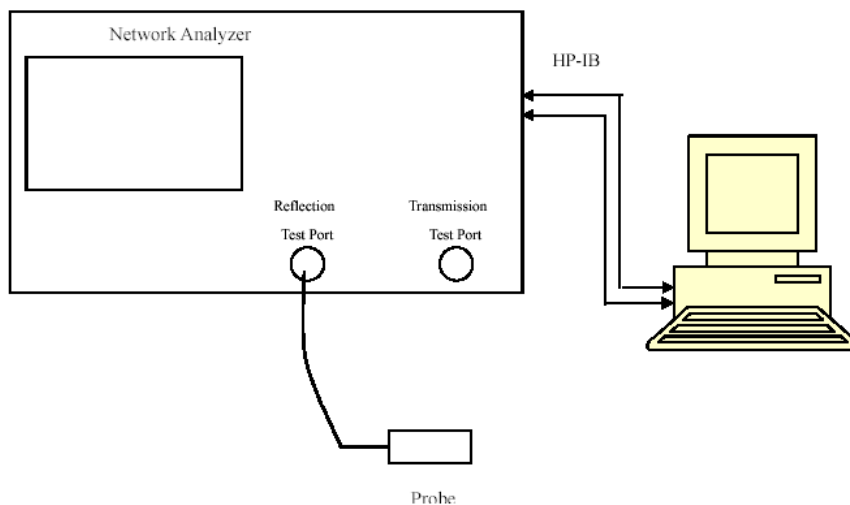 Network Analyzer
HP-IB
Reflection
Test Port
Transmission
Test Port
Probe